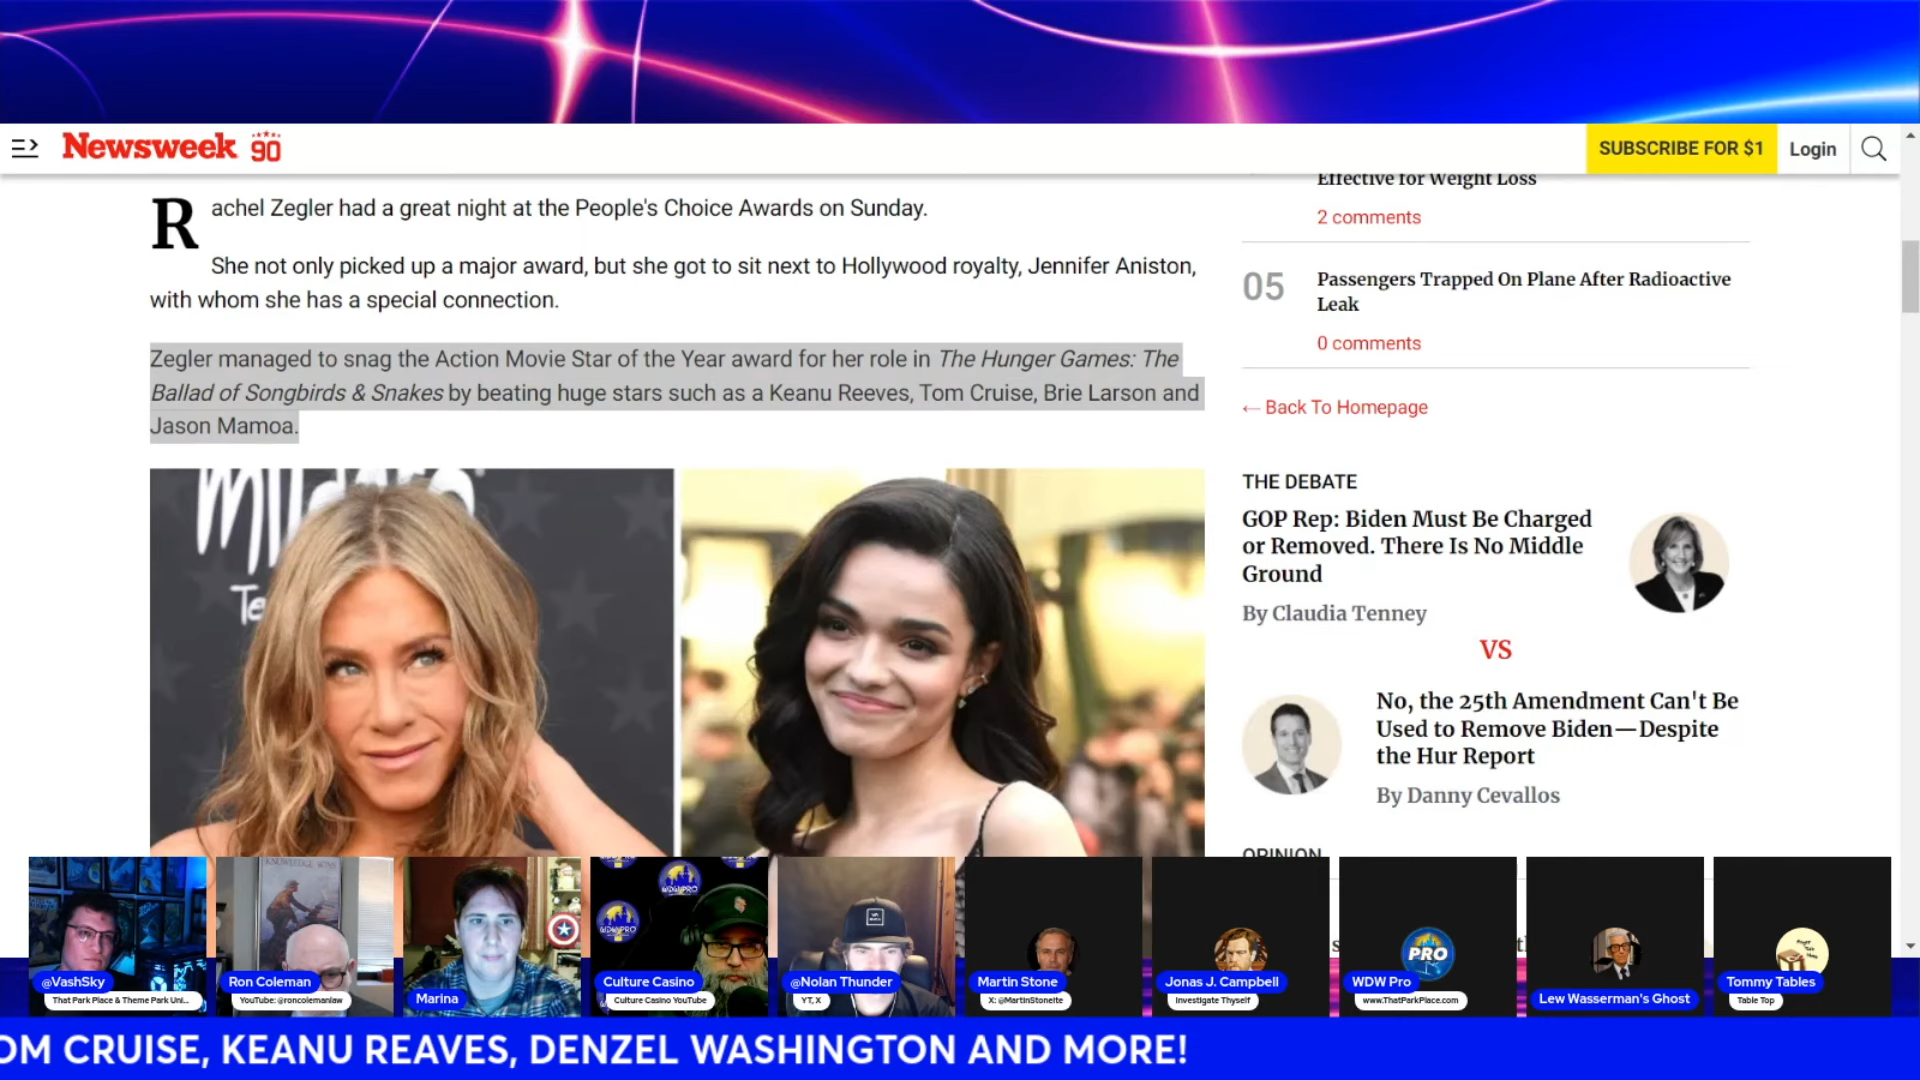 Newsweek 90
SUBSCRIBE FOR $1
Login
Rachel Zegler had a great night at the People's Choice Awards on Sunday.
She not only picked up a major award, but she got to sit next to Hollywood royalty, Jennifer Aniston,
with whom she has a special connection.
Zegler managed to snag the Action Movie Star of the Year award for her role in The Hunger Games: The
Ballad of Songbirds & Snakes by beating huge stars such as a Keanu Reeves, Tom Cruise, Brie Larson and
Jason Mamoa.
Effective for Weight Loss
2 comments
05
Passengers Trapped On Plane After Radioactive
Leak
0 comments
← Back To Homepage
THE DEBATE
GOP Rep: Biden Must Be Charged
or Removed. There Is No Middle
Ground
By Claudia Tenney
VS
No, the 25th Amendment Can't Be
Used to Remove Biden—Despite
the Hur Report
By Danny Cevallos
OPINION
@VashSky
That Park Place & Theme Park Uni...
Ron Coleman
YouTube: @roncolemanlaw
Marina
WDWPRO
WDWPRO
Culture Casino
Culture Casino YouTube
@Nolan Thunder
YT, X
Martin Stone
X: @MartinStoneite
Jonas J. Campbell
Investigate Thyself
PRO
WDW Pro
www.ThatParkPlace.com
Lew Wasserman's Ghost
Tommy Tables
Table Top
OM CRUISE, KEANU REAVES, DENZEL WASHINGTON AND MORE!